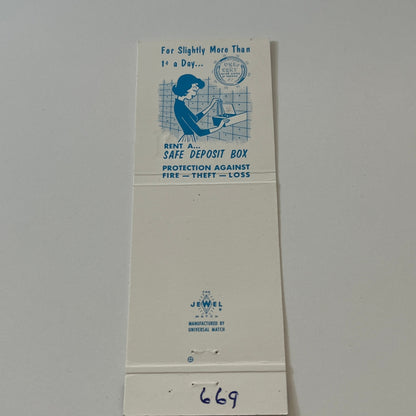 For Slightly More Than
1¢ a Day...
RENT A...
SAFE DEPOSIT BOX
PROTECTION AGAINST
FIRE — THEFT — LOSS
THE
JEWEL
MATCH
MANUFACTURED BY
UNIVERSAL MATCH
669